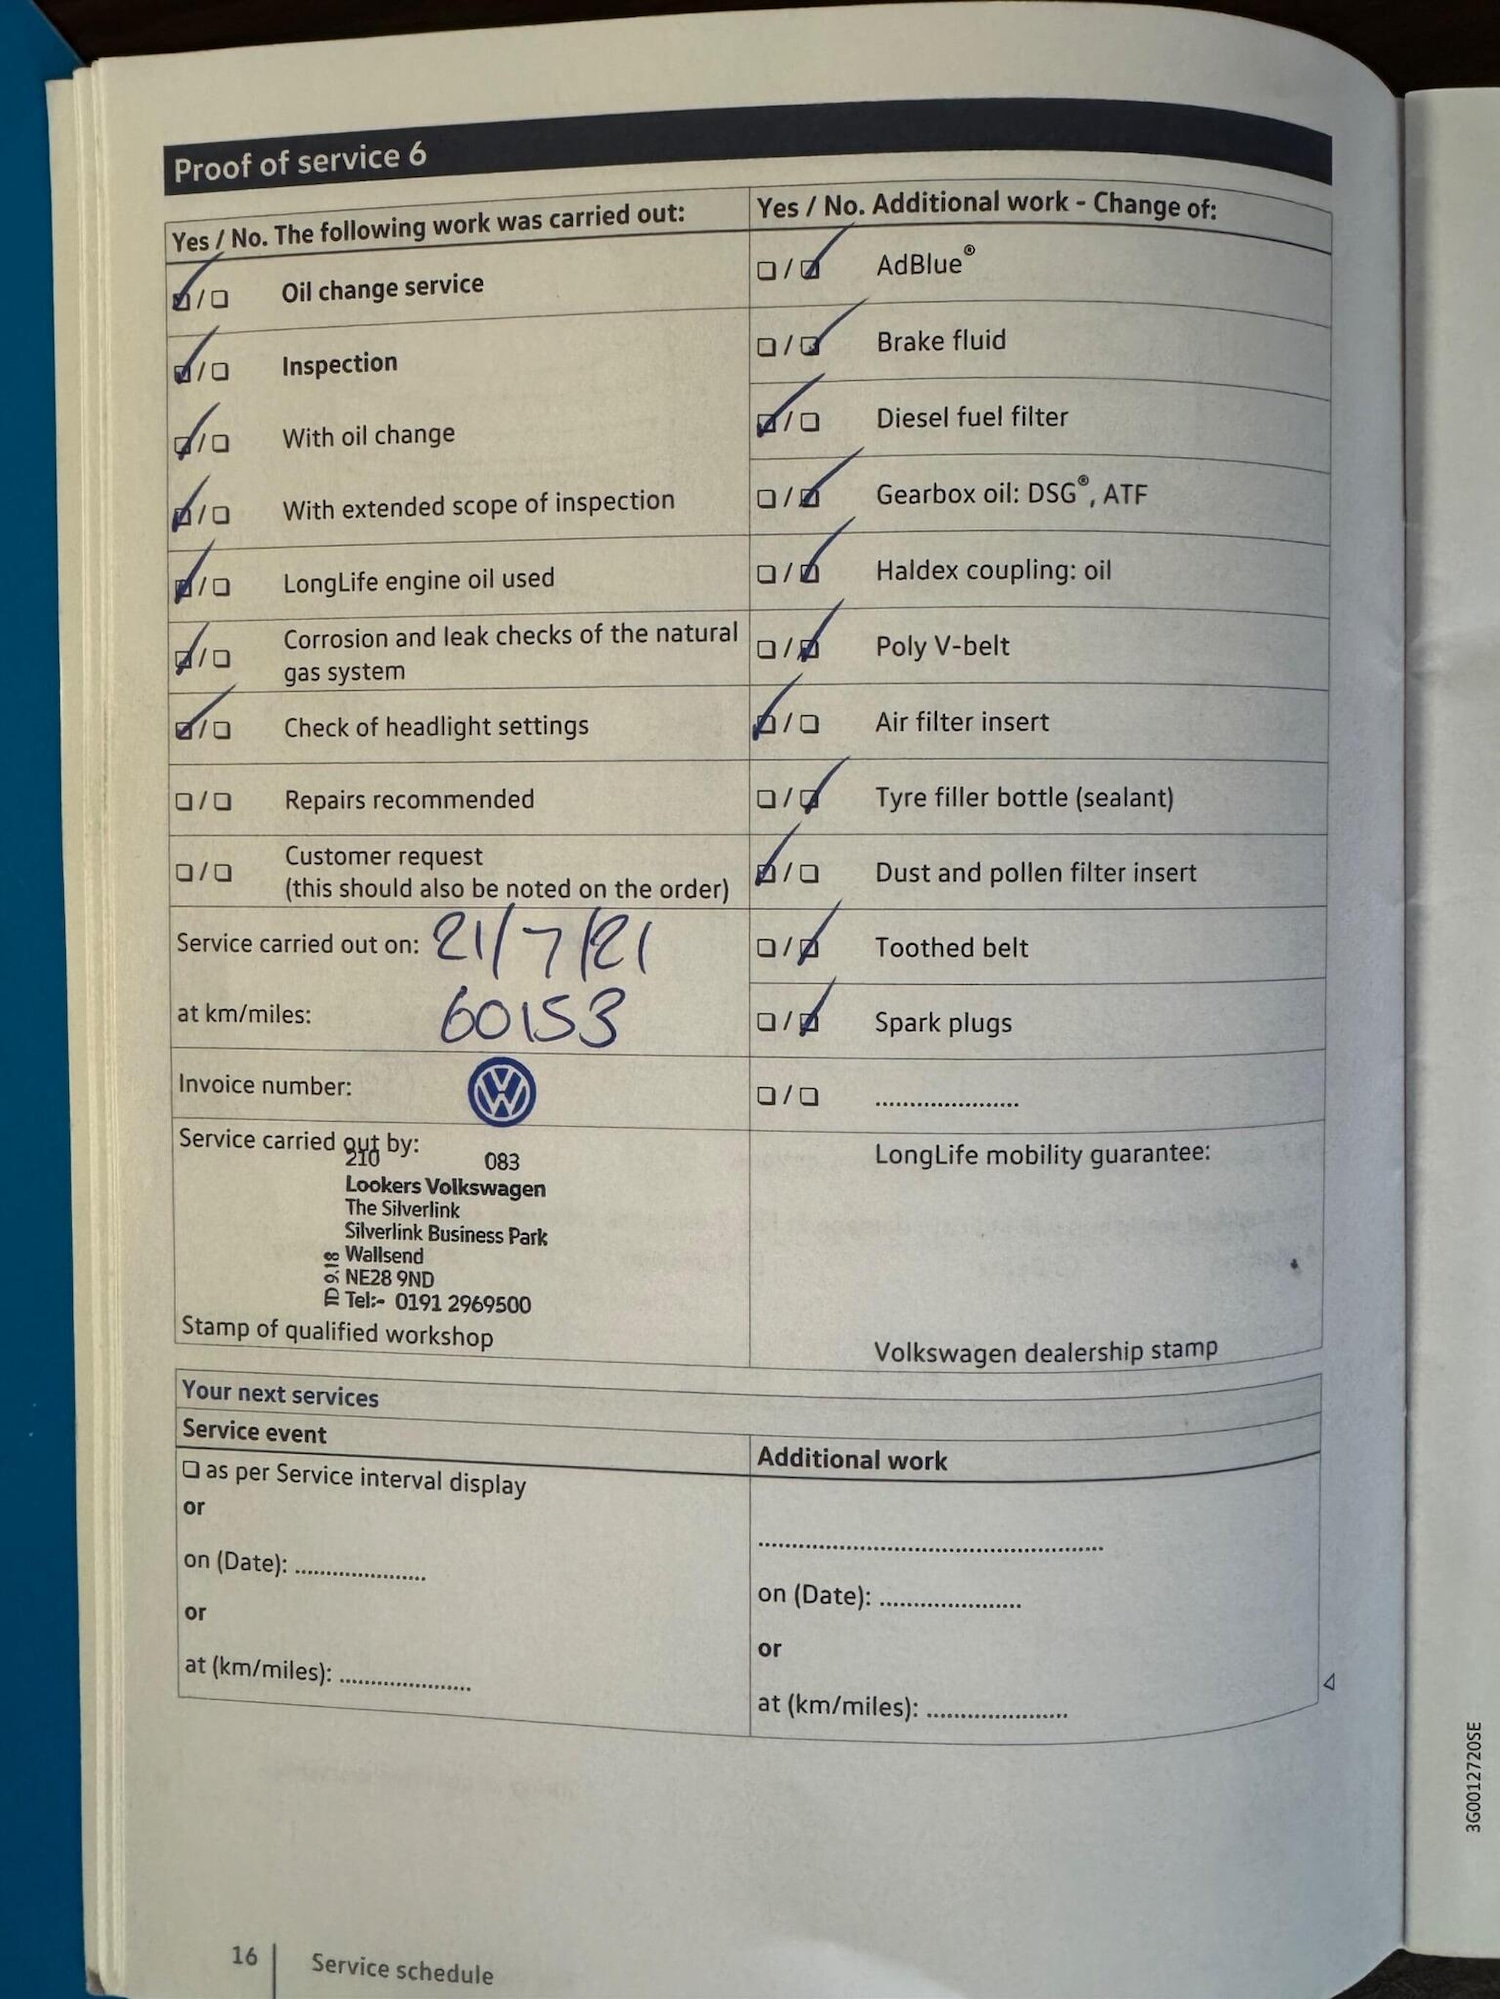 Proof of service 6
Yes / No. The following work was carried out:
☑ / ☐ Oil change service
☑ / ☐ Inspection
☑ / ☐ With oil change
☑ / ☐ With extended scope of inspection
☑ / ☐ LongLife engine oil used
☑ / ☐ Corrosion and leak checks of the natural
gas system
☑ / ☐ Check of headlight settings
☐ / ☐ Repairs recommended
☐ / ☐ Customer request
(this should also be noted on the order)
Service carried out on: 21/7/21
at km/miles: 60153
Invoice number:
VW
Service carried out by:
210 083
Lookers Volkswagen
The Silverlink
Silverlink Business Park
Wallsend
NE28 9ND
Tel:- 0191 2969500
ID 9.18
Stamp of qualified workshop
Yes / No. Additional work - Change of:
☐ / ☑ AdBlue®
☐ / ☑ Brake fluid
☑ / ☐ Diesel fuel filter
☐ / ☑ Gearbox oil: DSG®, ATF
☐ / ☑ Haldex coupling: oil
☐ / ☑ Poly V-belt
☑ / ☐ Air filter insert
☐ / ☑ Tyre filler bottle (sealant)
☑ / ☐ Dust and pollen filter insert
☐ / ☑ Toothed belt
☐ / ☑ Spark plugs
☐ / ☐ ....................
LongLife mobility guarantee:
Volkswagen dealership stamp
Your next services
Service event
☐ as per Service interval display
or
on (Date): ....................
or
at (km/miles): ....................
Additional work
..................................................
on (Date): ....................
or
at (km/miles): ....................
16 Service schedule
3G0012720SE